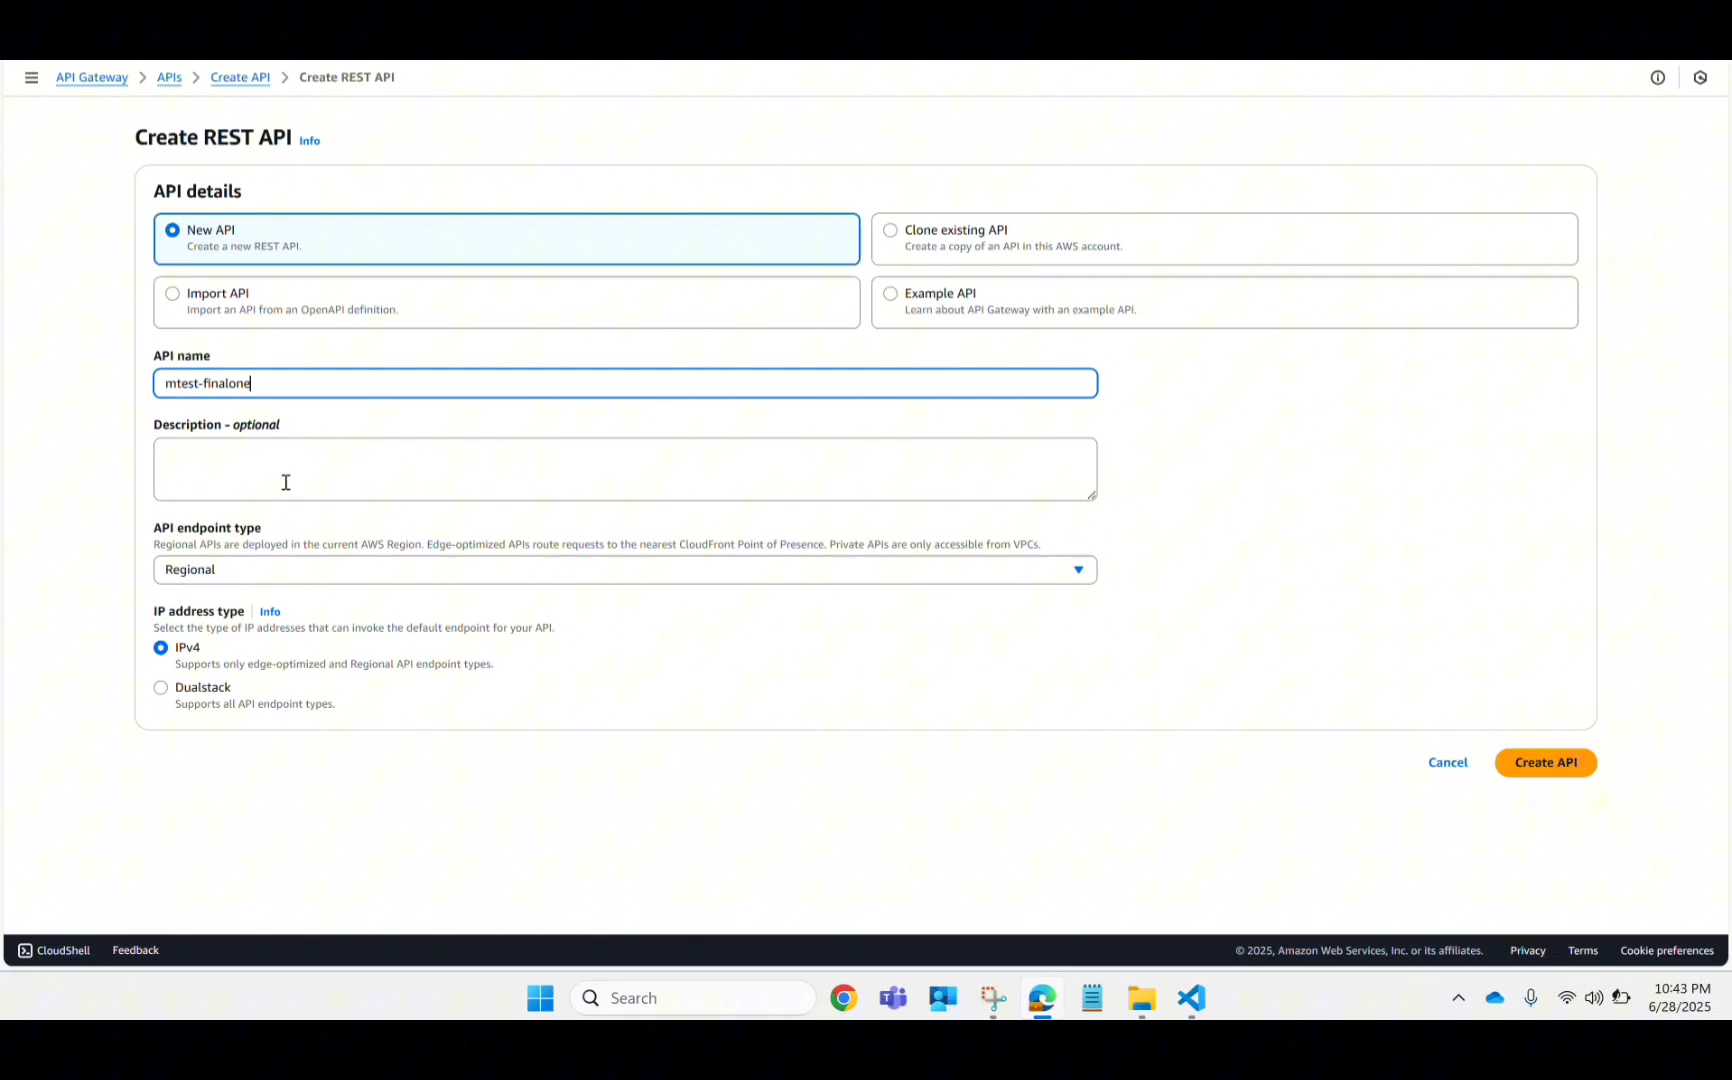 API Gateway > APIs > Create API > Create REST API
Create REST API Info
API details
New API
Create a new REST API.
Clone existing API
Create a copy of an API in this AWS account.
Import API
Import an API from an OpenAPI definition.
Example API
Learn about API Gateway with an example API.
API name
mtest-finalone
Description - optional
API endpoint type
Regional APIs are deployed in the current AWS Region. Edge-optimized APIs route requests to the nearest CloudFront Point of Presence. Private APIs are only accessible from VPCs.
Regional
IP address type Info
Select the type of IP addresses that can invoke the default endpoint for your API.
IPv4
Supports only edge-optimized and Regional API endpoint types.
Dualstack
Supports all API endpoint types.
Cancel
Create API
CloudShell Feedback © 2025, Amazon Web Services, Inc. or its affiliates. Privacy Terms Cookie preferences
Search
10:43 PM
6/28/2025